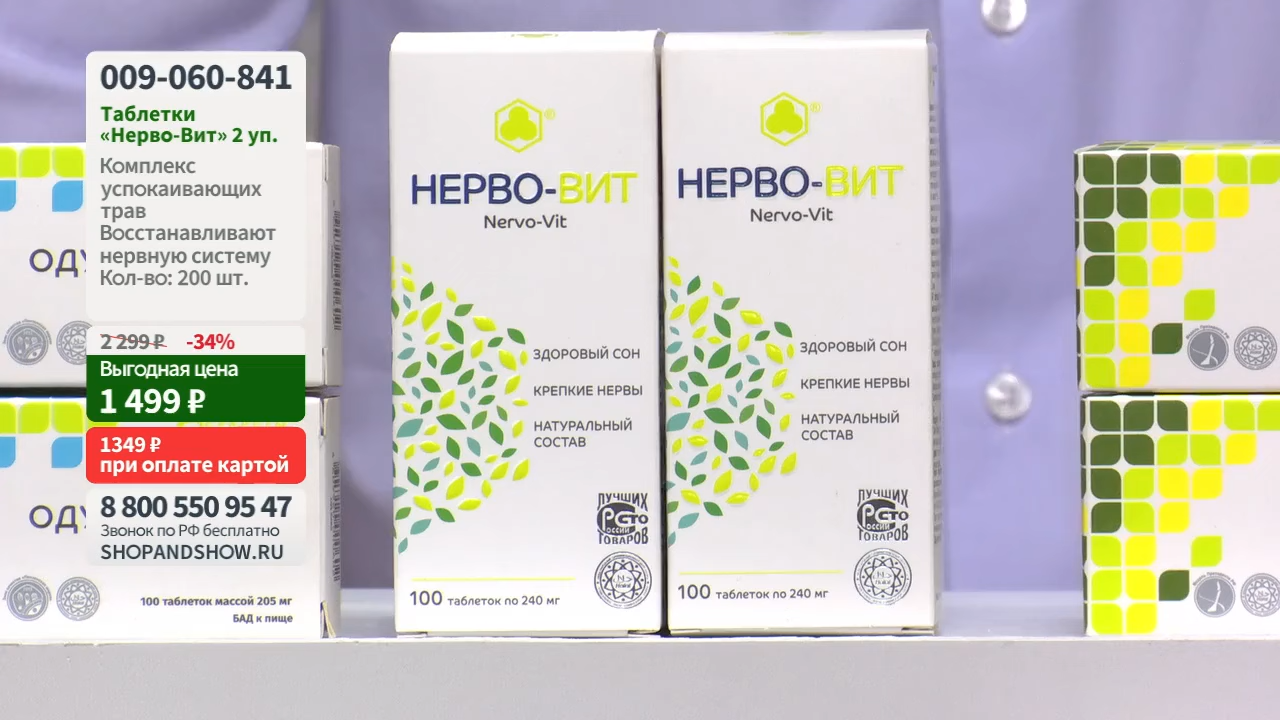 009-060-841
Таблетки
«Нерво-Вит» 2 уп.
Комплекс
успокаивающих
трав
Восстанавливают
нервную систему
Кол-во: 200 шт.
2 299 ₽ -34%
Выгодная цена
1 499 ₽
1349 ₽
при оплате картой
8 800 550 95 47
Звонок по РФ бесплатно
SHOPANDSHOW.RU
ОДУ
ОДУ
100 таблеток массой 205 мг
БАД к пище
®
НЕРВО-ВИТ
Nervo-Vit
ЗДОРОВЫЙ СОН
КРЕПКИЕ НЕРВЫ
НАТУРАЛЬНЫЙ
СОСТАВ
ЛУЧШИХ
СТО
РОССИИ
ТОВАРОВ
100 таблеток по 240 мг
®
НЕРВО-ВИТ
Nervo-Vit
ЗДОРОВЫЙ СОН
КРЕПКИЕ НЕРВЫ
НАТУРАЛЬНЫЙ
СОСТАВ
ЛУЧШИХ
СТО
РОССИИ
ТОВАРОВ
100 таблеток по 240 мг